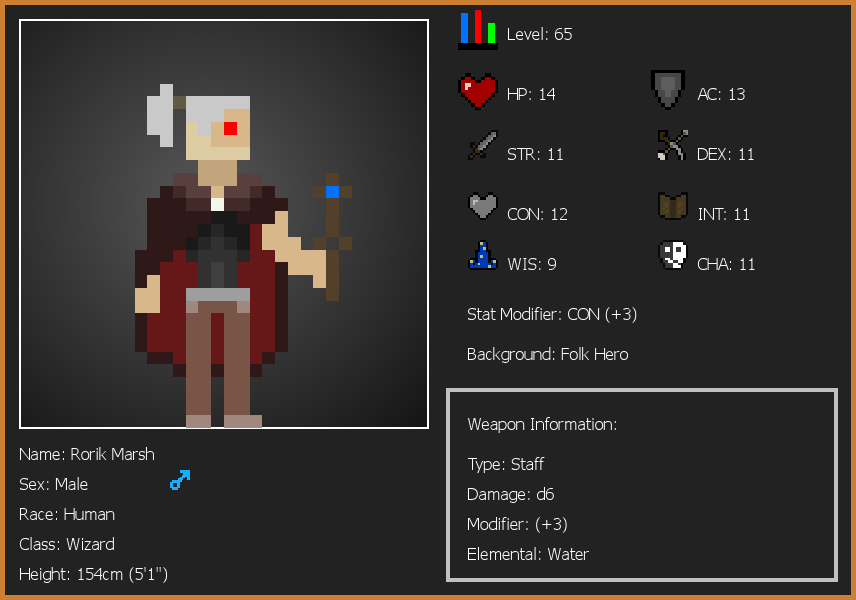 Level: 65
HP: 14
AC: 13
STR: 11
DEX: 11
CON: 12
INT: 11
WIS: 9
CHA: 11
Stat Modifier: CON (+3)
Background: Folk Hero
Weapon Information:
Type: Staff
Damage: d6
Modifier: (+3)
Elemental: Water
Name: Rorik Marsh
Sex: Male
Race: Human
Class: Wizard
Height: 154cm (5'1")